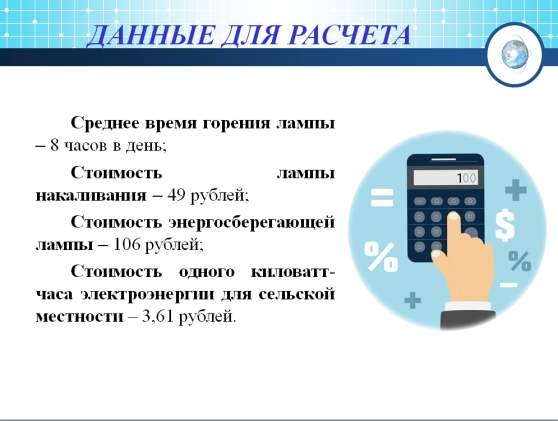 ДАННЫЕ ДЛЯ РАСЧЕТА
Среднее время горения лампы
– 8 часов в день;
Стоимость лампы
накаливания – 49 рублей;
Стоимость энергосберегающей
лампы – 106 рублей;
Стоимость одного киловатт-
часа электроэнергии для сельской
местности – 3,61 рублей.
100
= + $ % % + –